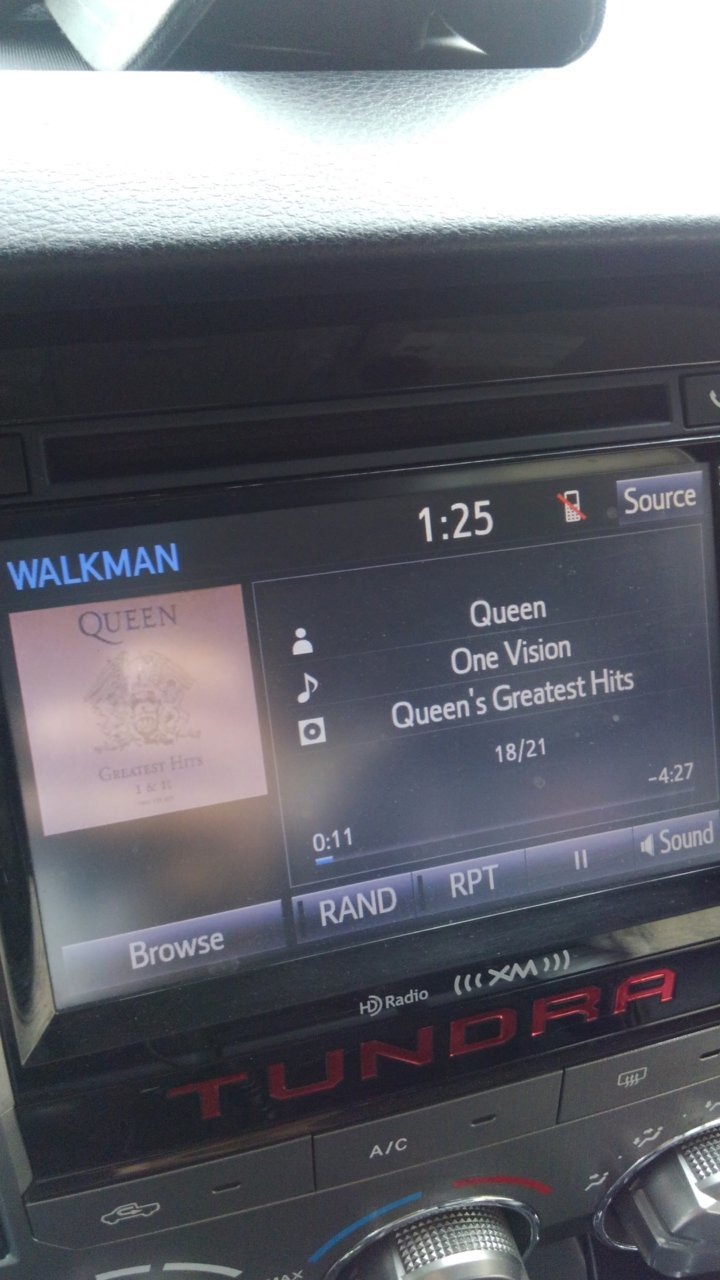 1:25
Source
WALKMAN
QUEEN
GREATEST HITS
I & II
Queen
One Vision
Queen's Greatest Hits
18/21
-4:27
0:11
Browse
RAND
RPT
Sound
HD Radio
XM
TUNDRA
A/C
MAX